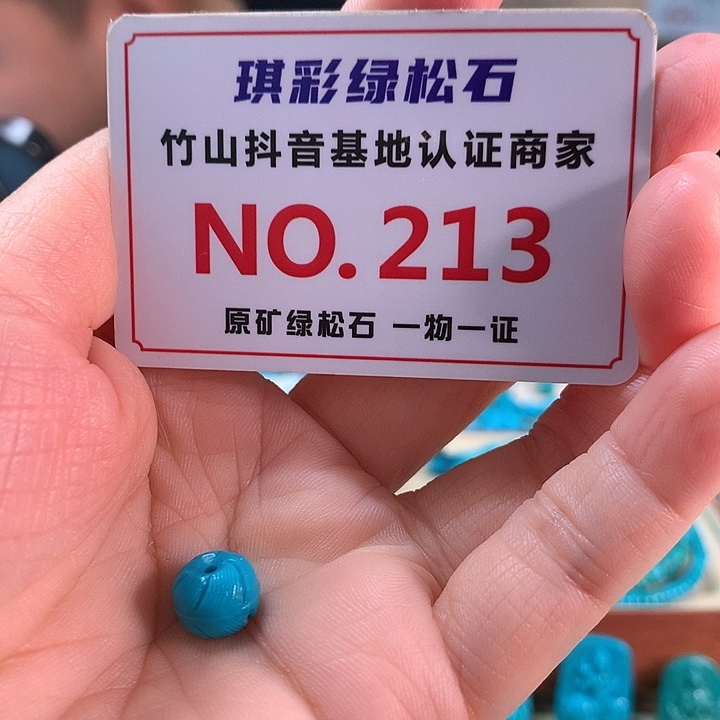 琪彩绿松石
竹山抖音基地认证商家
NO.213
原矿绿松石 一物一证